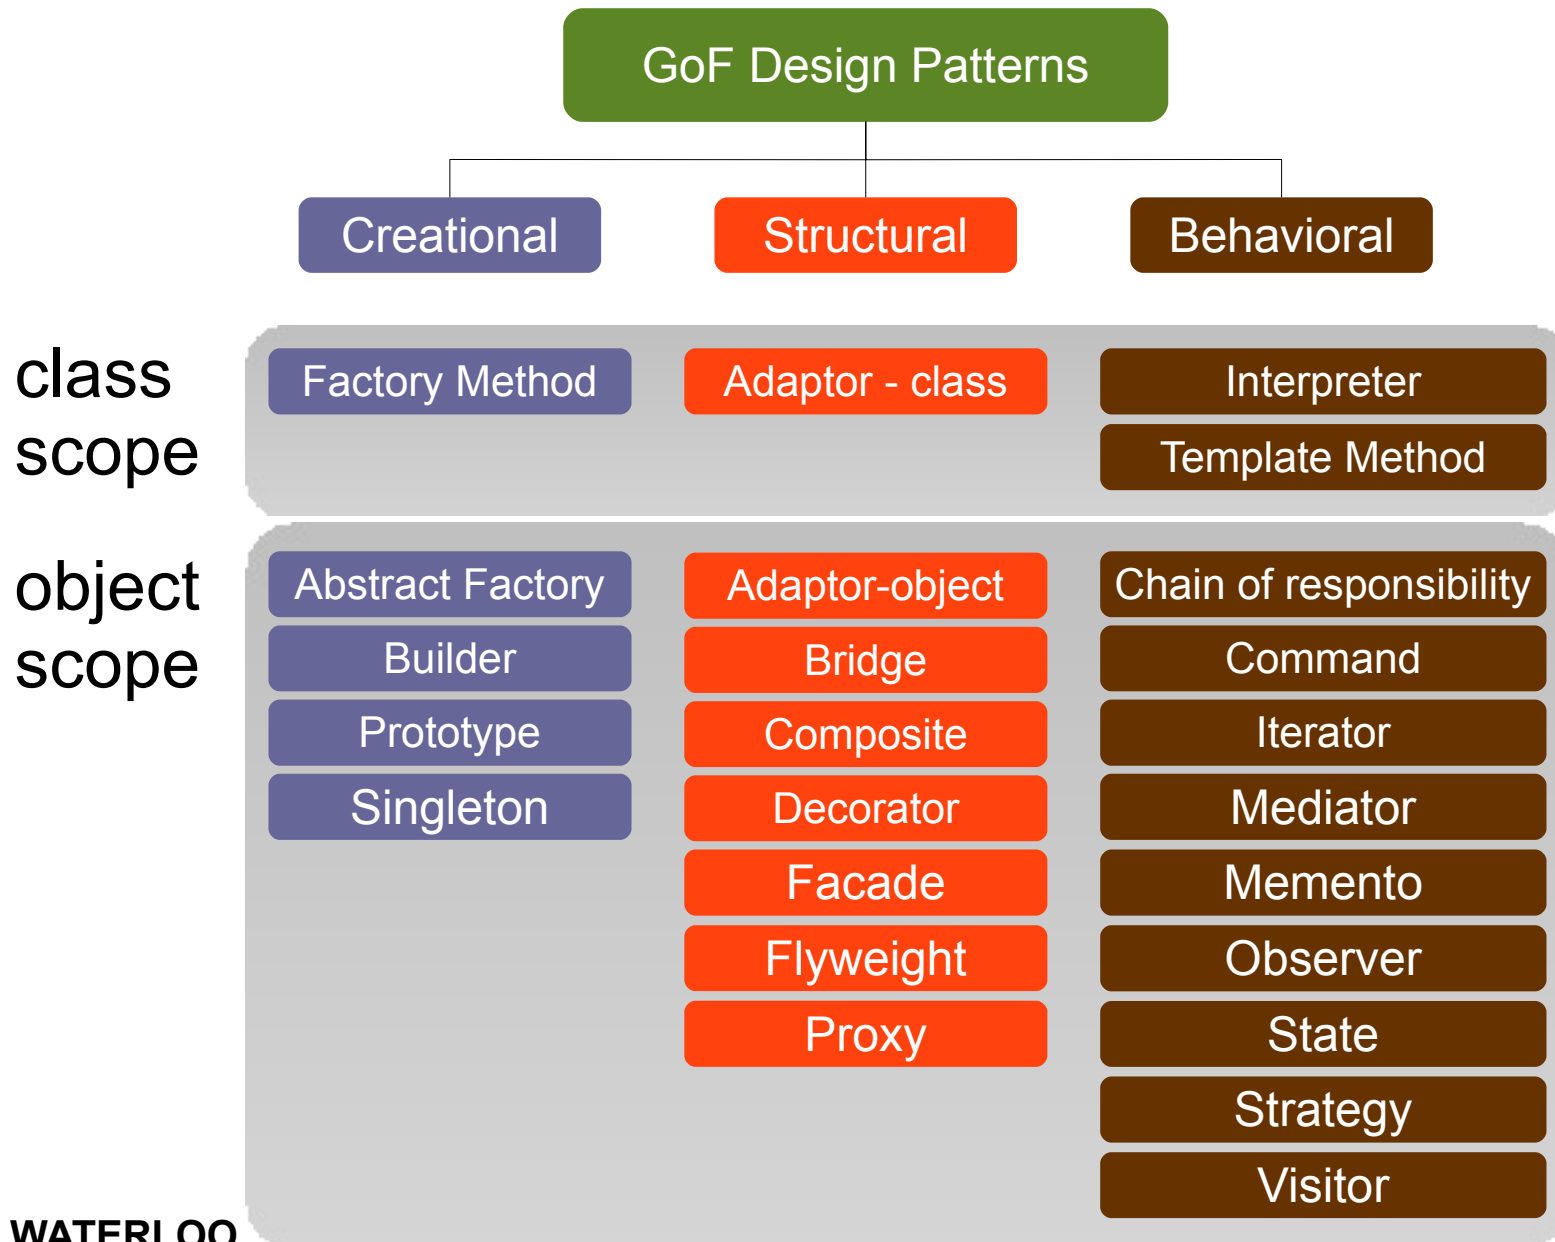 GoF Design Patterns
Creational
Structural
Behavioral
class
scope
Factory Method
Adaptor - class
Interpreter
Template Method
object
scope
Abstract Factory
Adaptor-object
Chain of responsibility
Builder
Bridge
Command
Prototype
Composite
Iterator
Singleton
Decorator
Mediator
Facade
Memento
Flyweight
Observer
Proxy
State
Strategy
Visitor
WATERLOO